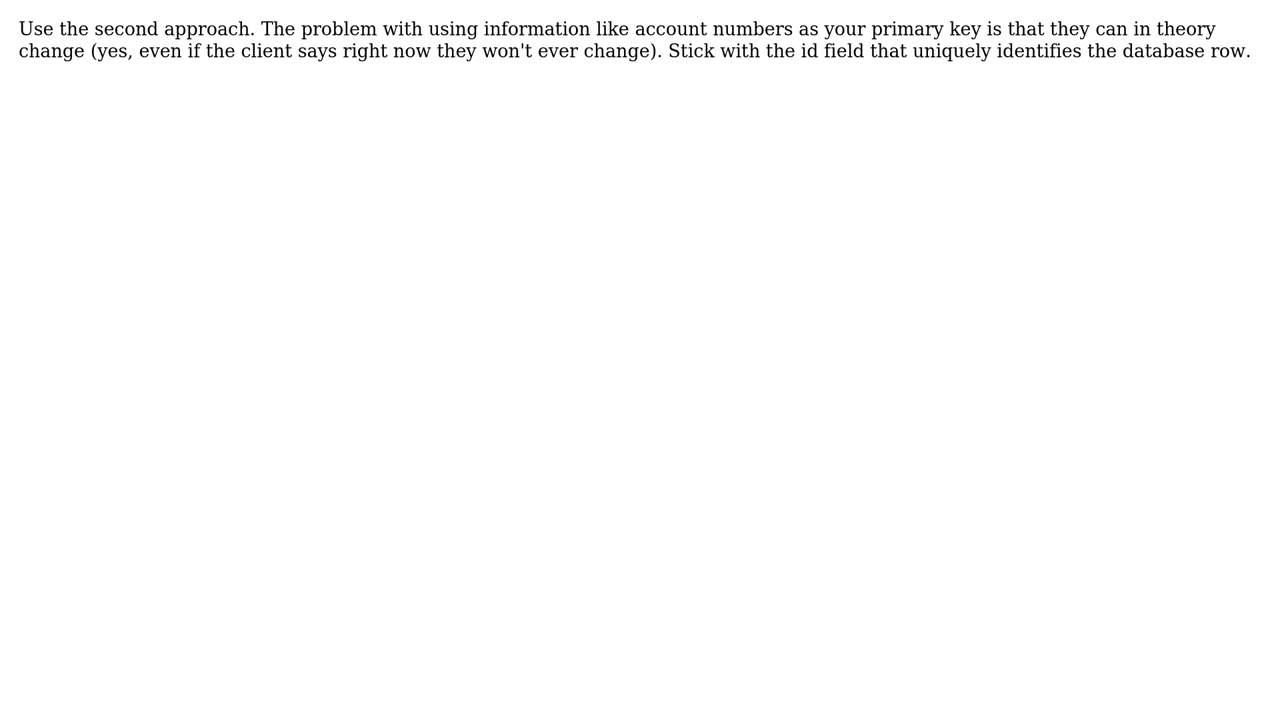 Use the second approach. The problem with using information like account numbers as your primary key is that they can in theory
change (yes, even if the client says right now they won't ever change). Stick with the id field that uniquely identifies the database row.